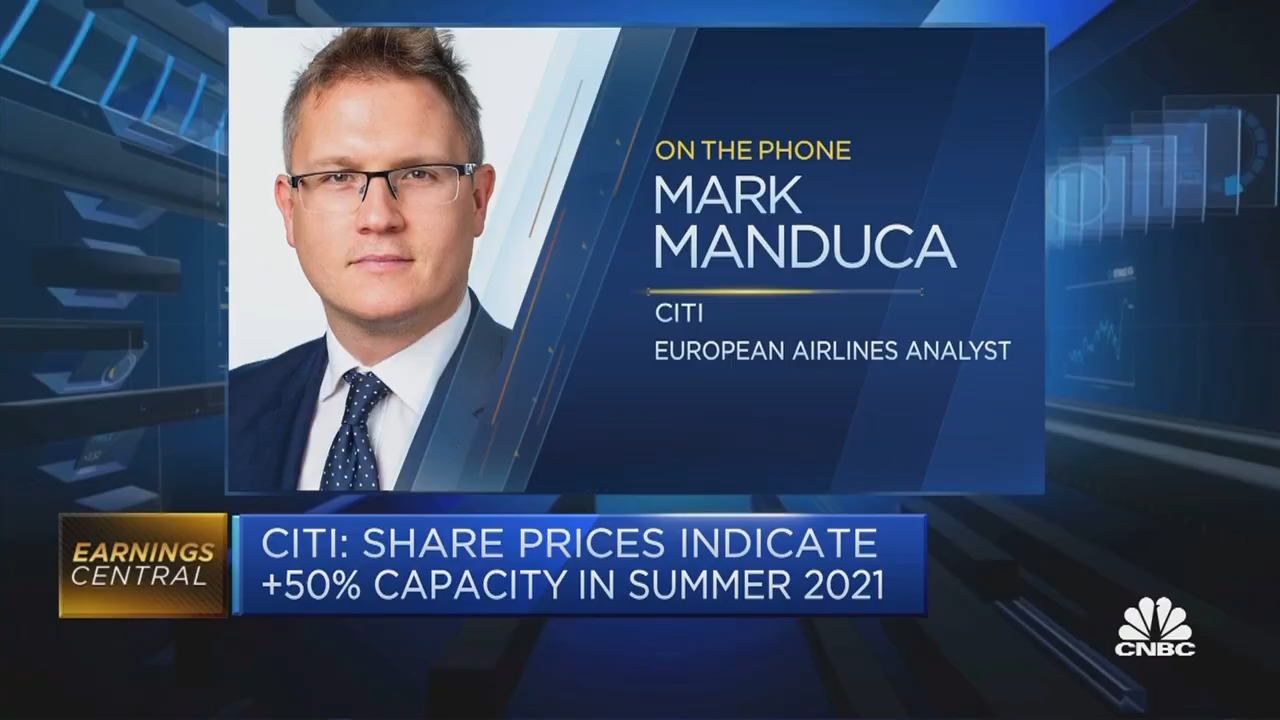 ON THE PHONE
MARK
MANDUCA
CITI
EUROPEAN AIRLINES ANALYST
EARNINGS
CENTRAL
CITI: SHARE PRICES INDICATE
+50% CAPACITY IN SUMMER 2021
CNBC